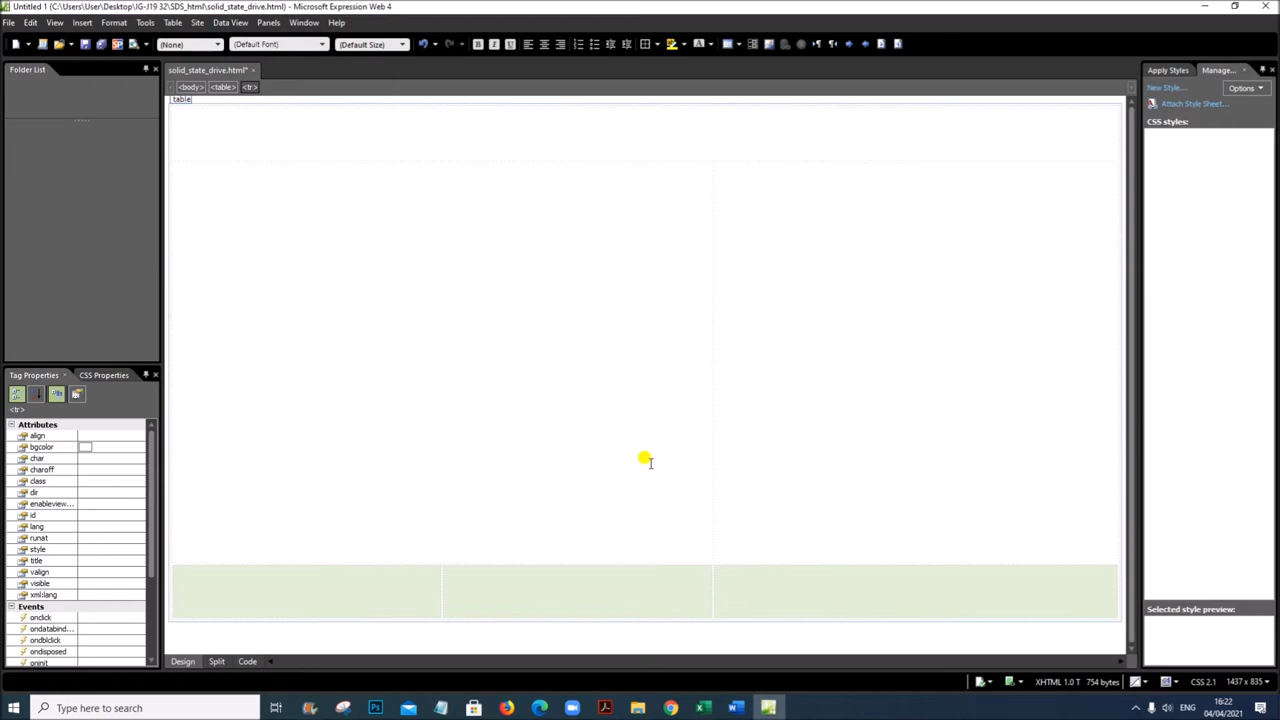 Untitled 1 (C:\Users\User\Desktop\IG-J19 32\SDS_html\solid_state_drive.html) - Microsoft Expression Web 4
File Edit View Insert Format Tools Table Site Data View Panels Window Help
(None) (Default Font) (Default Size) B I U
Folder List solid_state_drive.html* Apply Styles Manage...
<body> <table> <tr> New Style... Options
table Attach Style Sheet...
CSS styles:
Tag Properties CSS Properties
<tr>
Attributes
align
bgcolor
char
charoff
class
dir
enableview...
id
lang
runat
style
title
valign
visible
xml:lang
Events
Selected style preview:
onclick
ondatabind...
ondblclick
ondisposed
oninit
Design Split Code
XHTML 1.0 T 754 bytes CSS 2.1 1437 x 835
Type here to search
ENG 16:22
04/04/2021